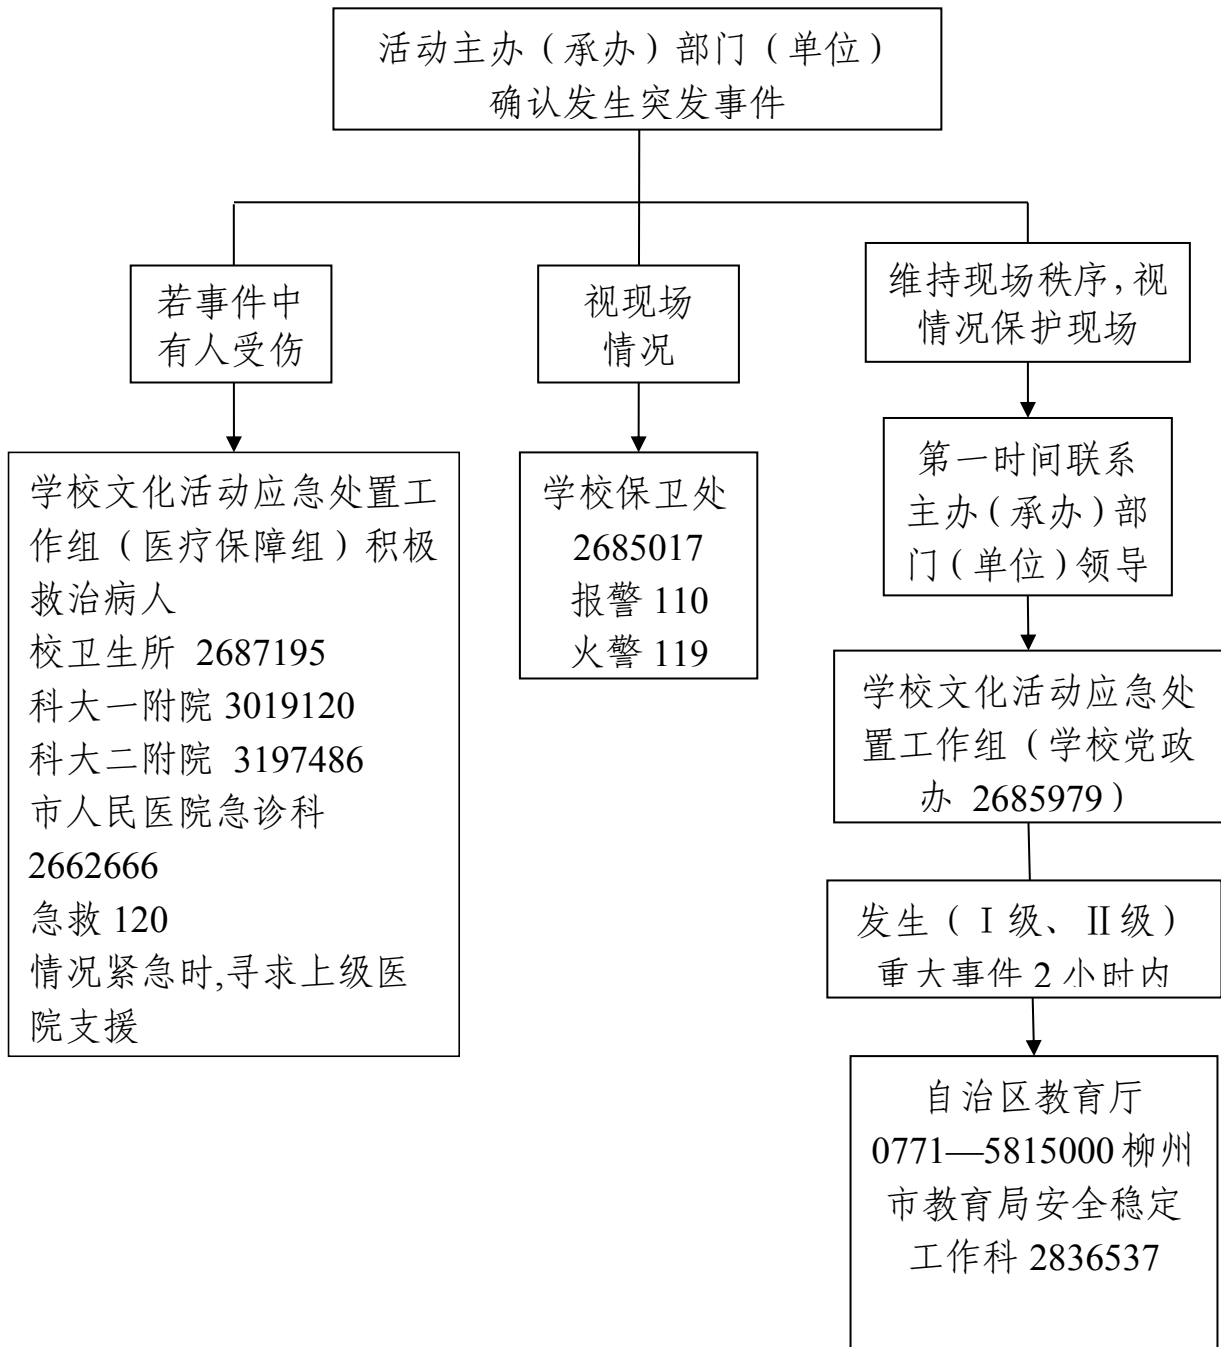 活动主办（承办）部门（单位）
确认发生突发事件
若事件中
有人受伤
视现场
情况
维持现场秩序,视
情况保护现场
学校文化活动应急处置工
作组（医疗保障组）积极
救治病人
校卫生所 2687195
科大一附院 3019120
科大二附院 3197486
市人民医院急诊科
2662666
急救 120
情况紧急时,寻求上级医
院支援
学校保卫处
2685017
报警 110
火警 119
第一时间联系
主办（承办）部
门（单位）领导
学校文化活动应急处
置工作组（学校党政
办 2685979）
发生（Ⅰ级、Ⅱ级）
重大事件 2 小时内
自治区教育厅
0771—5815000 柳州
市教育局安全稳定
工作科 2836537